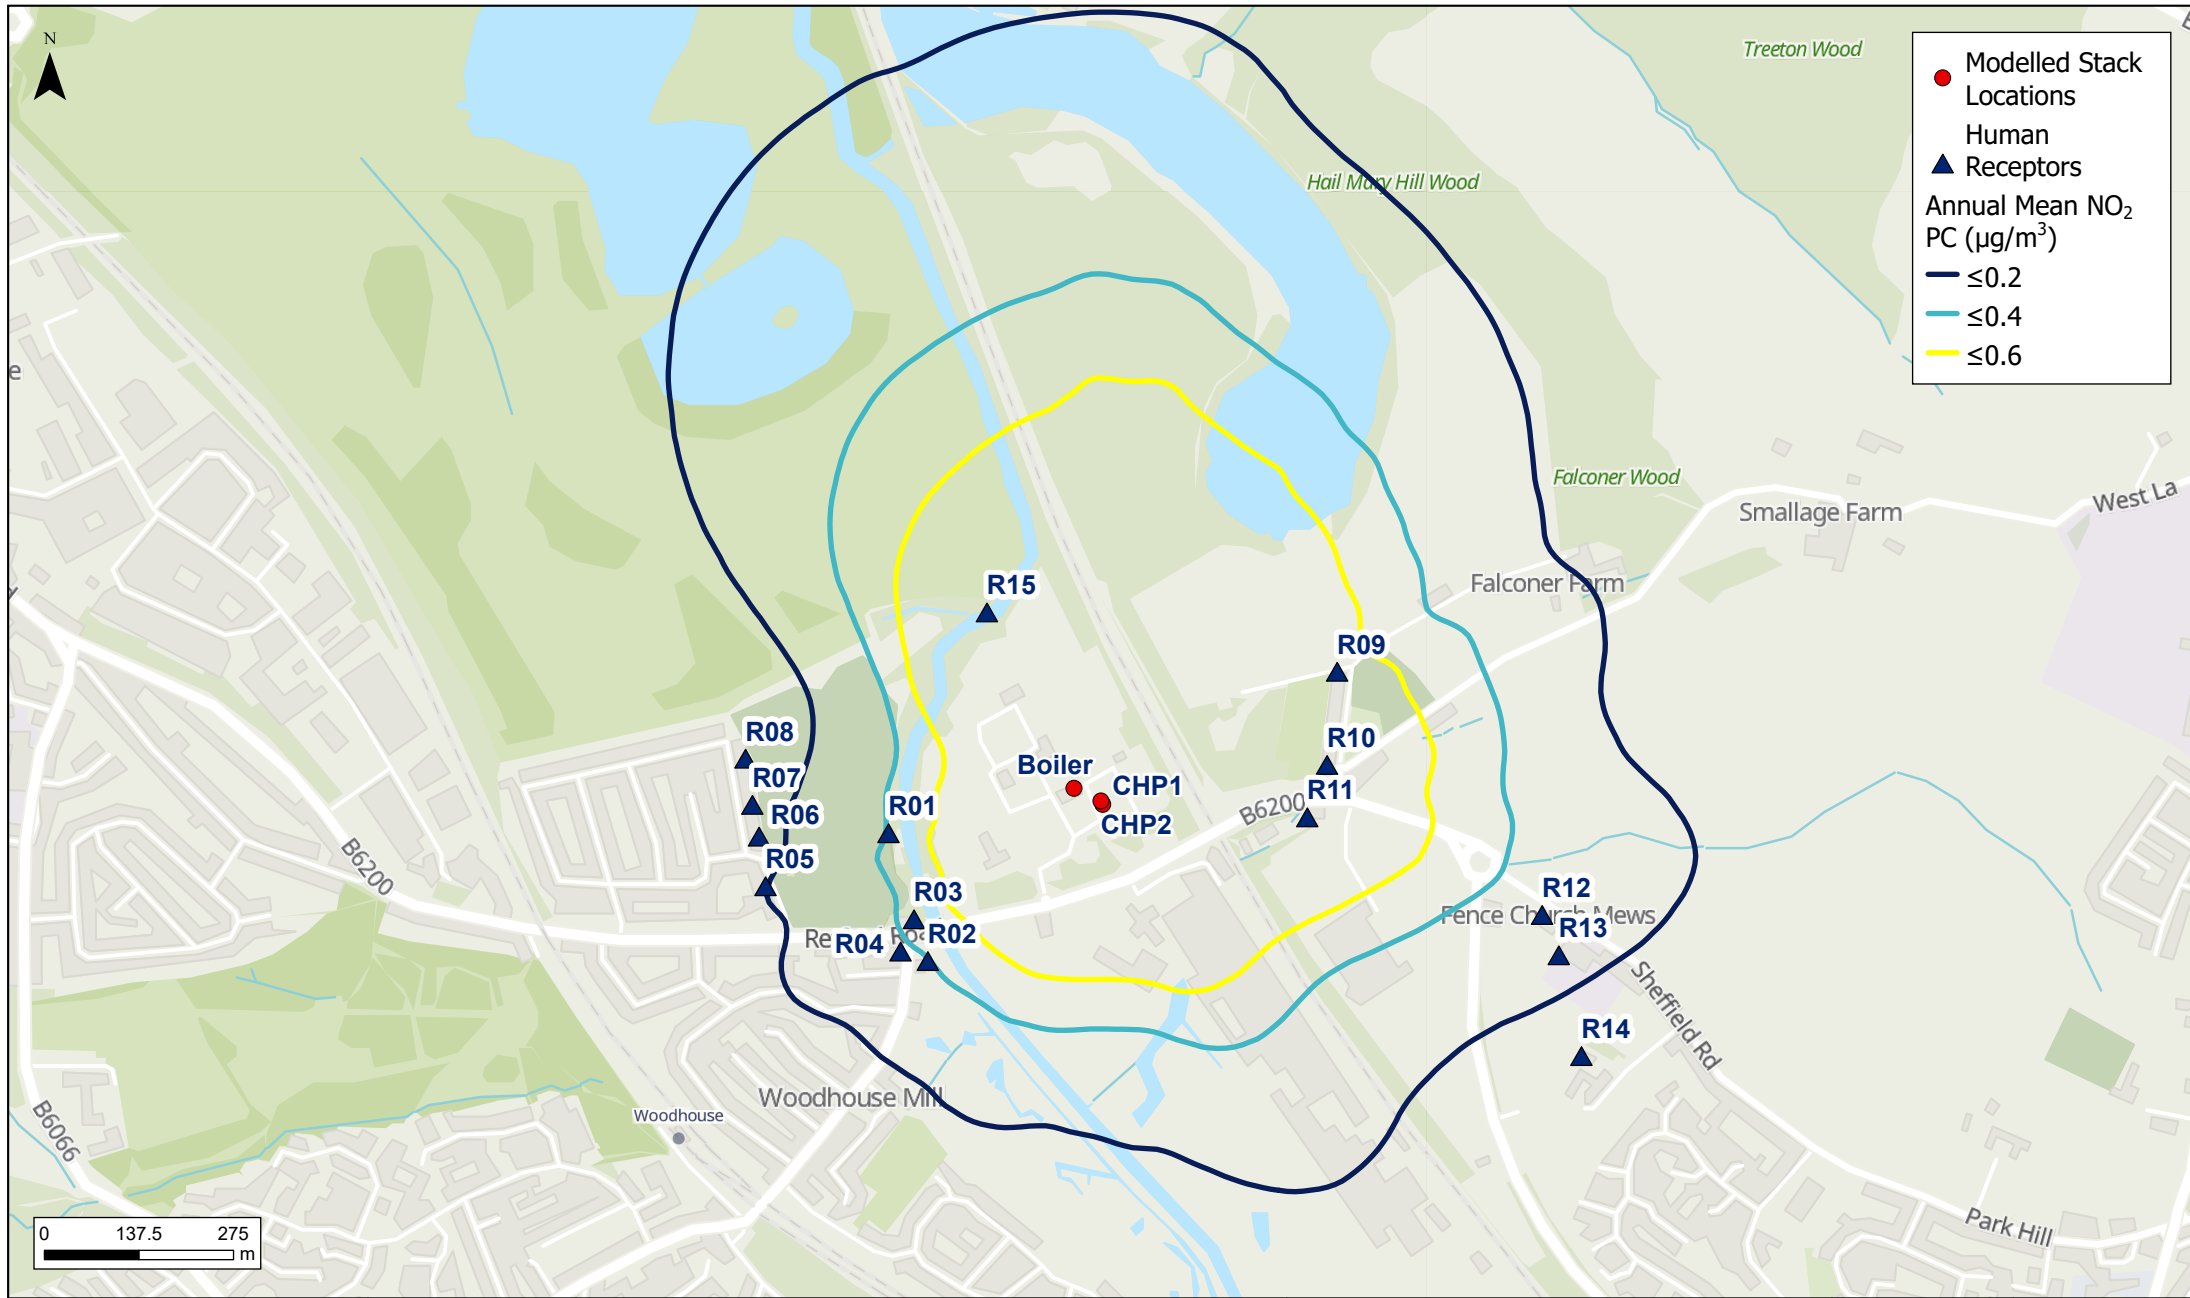 N
Treeton Wood
Modelled Stack
Locations
Human
Receptors
Annual Mean NO₂
PC (µg/m³)
≤0.2
≤0.4
≤0.6
Hail Mary Hill Wood
e
Falconer Wood
Smallage Farm
West La
Falconer Farm
R15
R09
R08
R10
Boiler
R07
CHP1
R11
B6200
R01
R06
CHP2
R05
B6200
R03
R12
Fence Church Mews
R02
R04
R13
Sheffield Rd
R14
Woodhouse Mill
Woodhouse
B6066
Park Hill
0 137.5 275
m